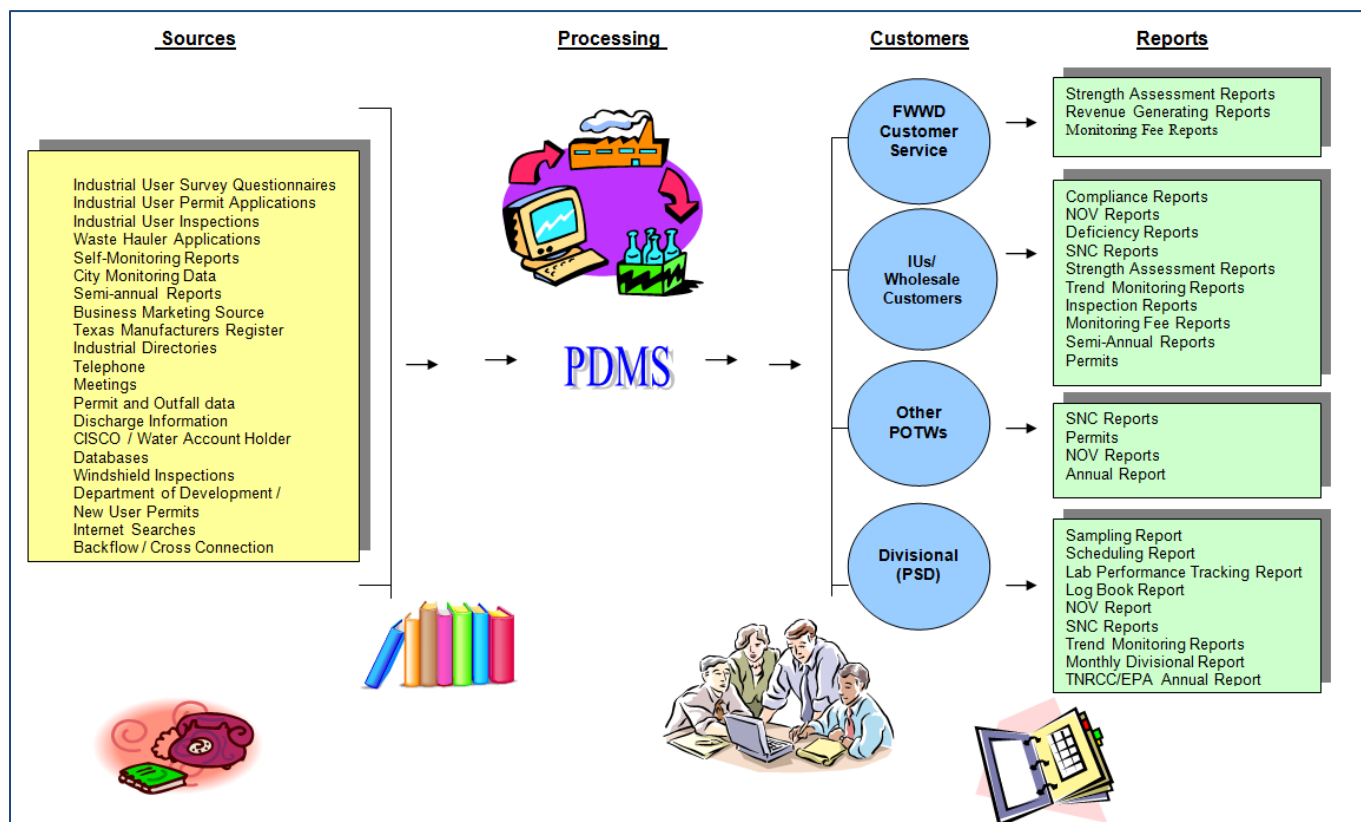 Sources
Processing
Customers
Reports
Industrial User Survey Questionnaires
Industrial User Permit Applications
Industrial User Inspections
Waste Hauler Applications
Self-Monitoring Reports
City Monitoring Data
Semi-annual Reports
Business Marketing Source
Texas Manufacturers Register
Industrial Directories
Telephone
Meetings
Permit and Outfall data
Discharge Information
CISCO / Water Account Holder
Databases
Windshield Inspections
Department of Development /
New User Permits
Internet Searches
Backflow / Cross Connection
PDMS
FWWD
Customer
Service
Strength Assessment Reports
Revenue Generating Reports
Monitoring Fee Reports
IUs/
Wholesale
Customers
Compliance Reports
NOV Reports
Deficiency Reports
SNC Reports
Strength Assessment Reports
Trend Monitoring Reports
Inspection Reports
Monitoring Fee Reports
Semi-Annual Reports
Permits
Other
POTWs
SNC Reports
Permits
NOV Reports
Annual Report
Divisional
(PSD)
Sampling Report
Scheduling Report
Lab Performance Tracking Report
Log Book Report
NOV Report
SNC Reports
Trend Monitoring Reports
Monthly Divisional Report
TNRCC/EPA Annual Report